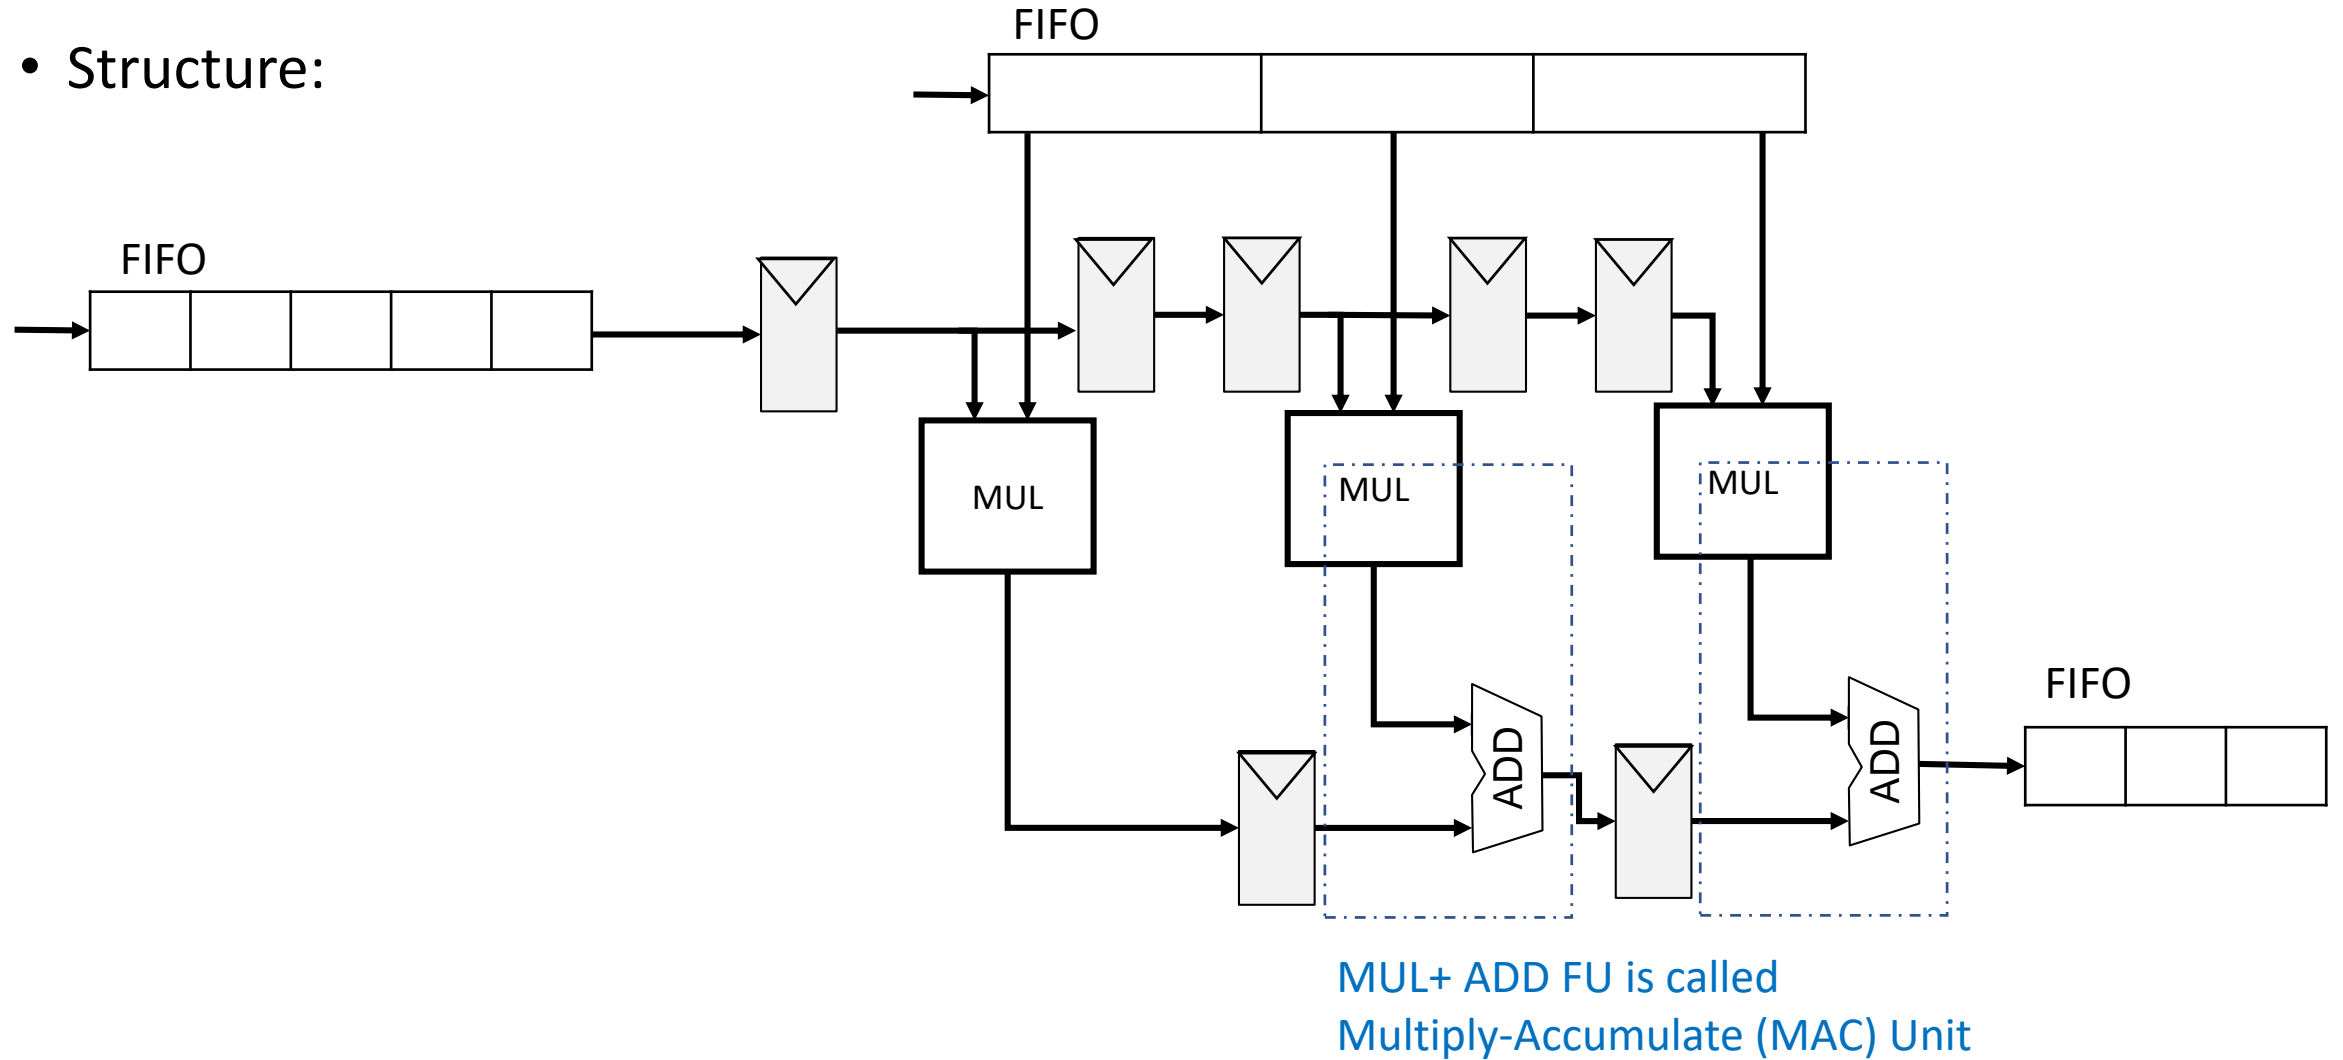 • Structure:
FIFO
FIFO
MUL
MUL
MUL
ADD
ADD
FIFO
MUL+ ADD FU is called
Multiply-Accumulate (MAC) Unit